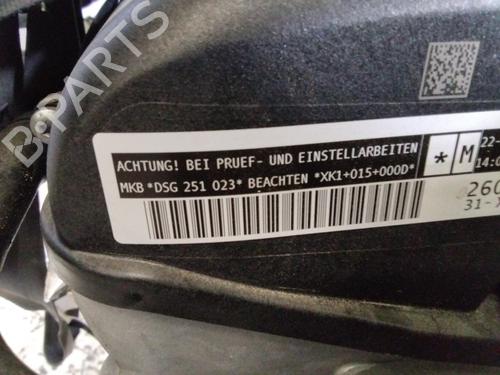 B-PARTS
ACHTUNG! BEI PRUEF- UND EINSTELLARBEITEN
MKB *DSG 251 023* BEACHTEN *XK1+015+000D*
* M
22-
14:0
260
31-